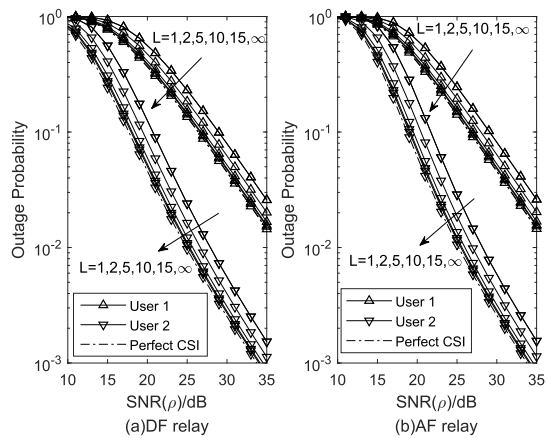 Outage Probability
10^0
10^-1
10^-2
10^-3
L=1,2,5,10,15,∞
L=1,2,5,10,15,∞
User 1
User 2
Perfect CSI
10 15 20 25 30 35
SNR(ρ)/dB
(a)DF relay
Outage Probability
10^0
10^-1
10^-2
10^-3
L=1,2,5,10,15,∞
L=1,2,5,10,15,∞
User 1
User 2
Perfect CSI
10 15 20 25 30 35
SNR(ρ)/dB
(b)AF relay